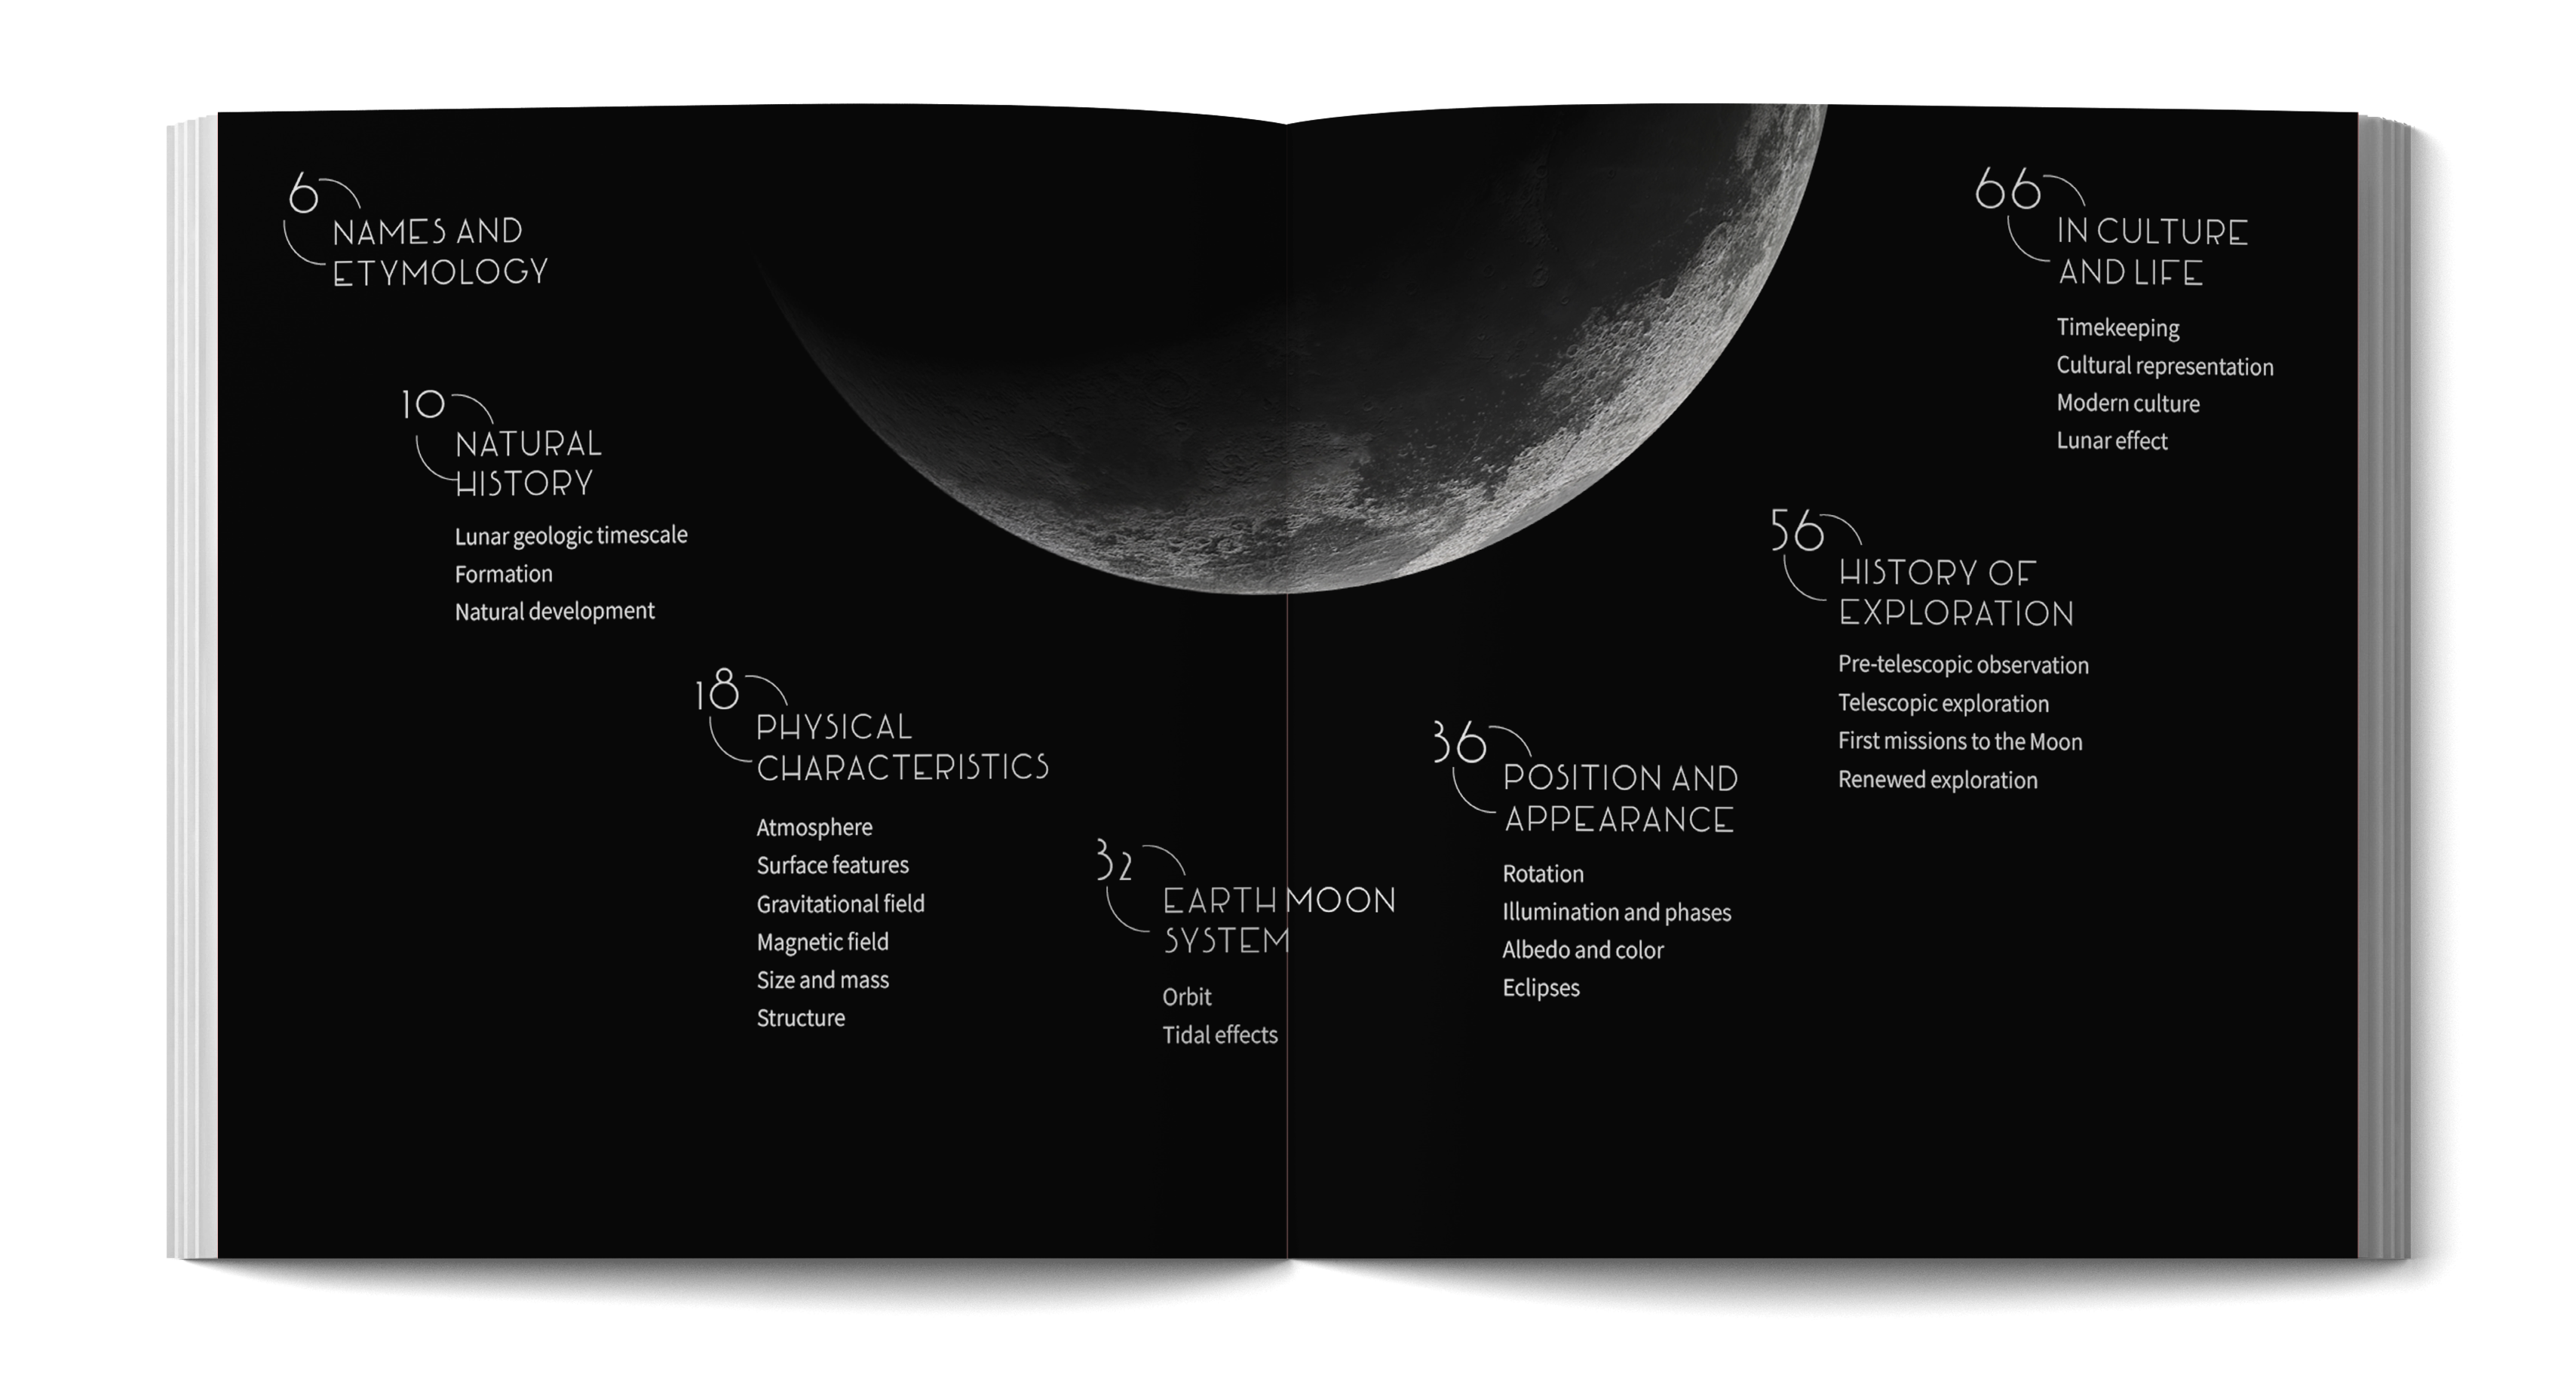 6
NAMES AND
ETYMOLOGY
10
NATURAL
HISTORY
Lunar geologic timescale
Formation
Natural development
18
PHYSICAL
CHARACTERISTICS
Atmosphere
Surface features
Gravitational field
Magnetic field
Size and mass
Structure
32
EARTH MOON
SYSTEM
Orbit
Tidal effects
36
POSITION AND
APPEARANCE
Rotation
Illumination and phases
Albedo and color
Eclipses
56
HISTORY OF
EXPLORATION
Pre-telescopic observation
Telescopic exploration
First missions to the Moon
Renewed exploration
66
IN CULTURE
AND LIFE
Timekeeping
Cultural representation
Modern culture
Lunar effect